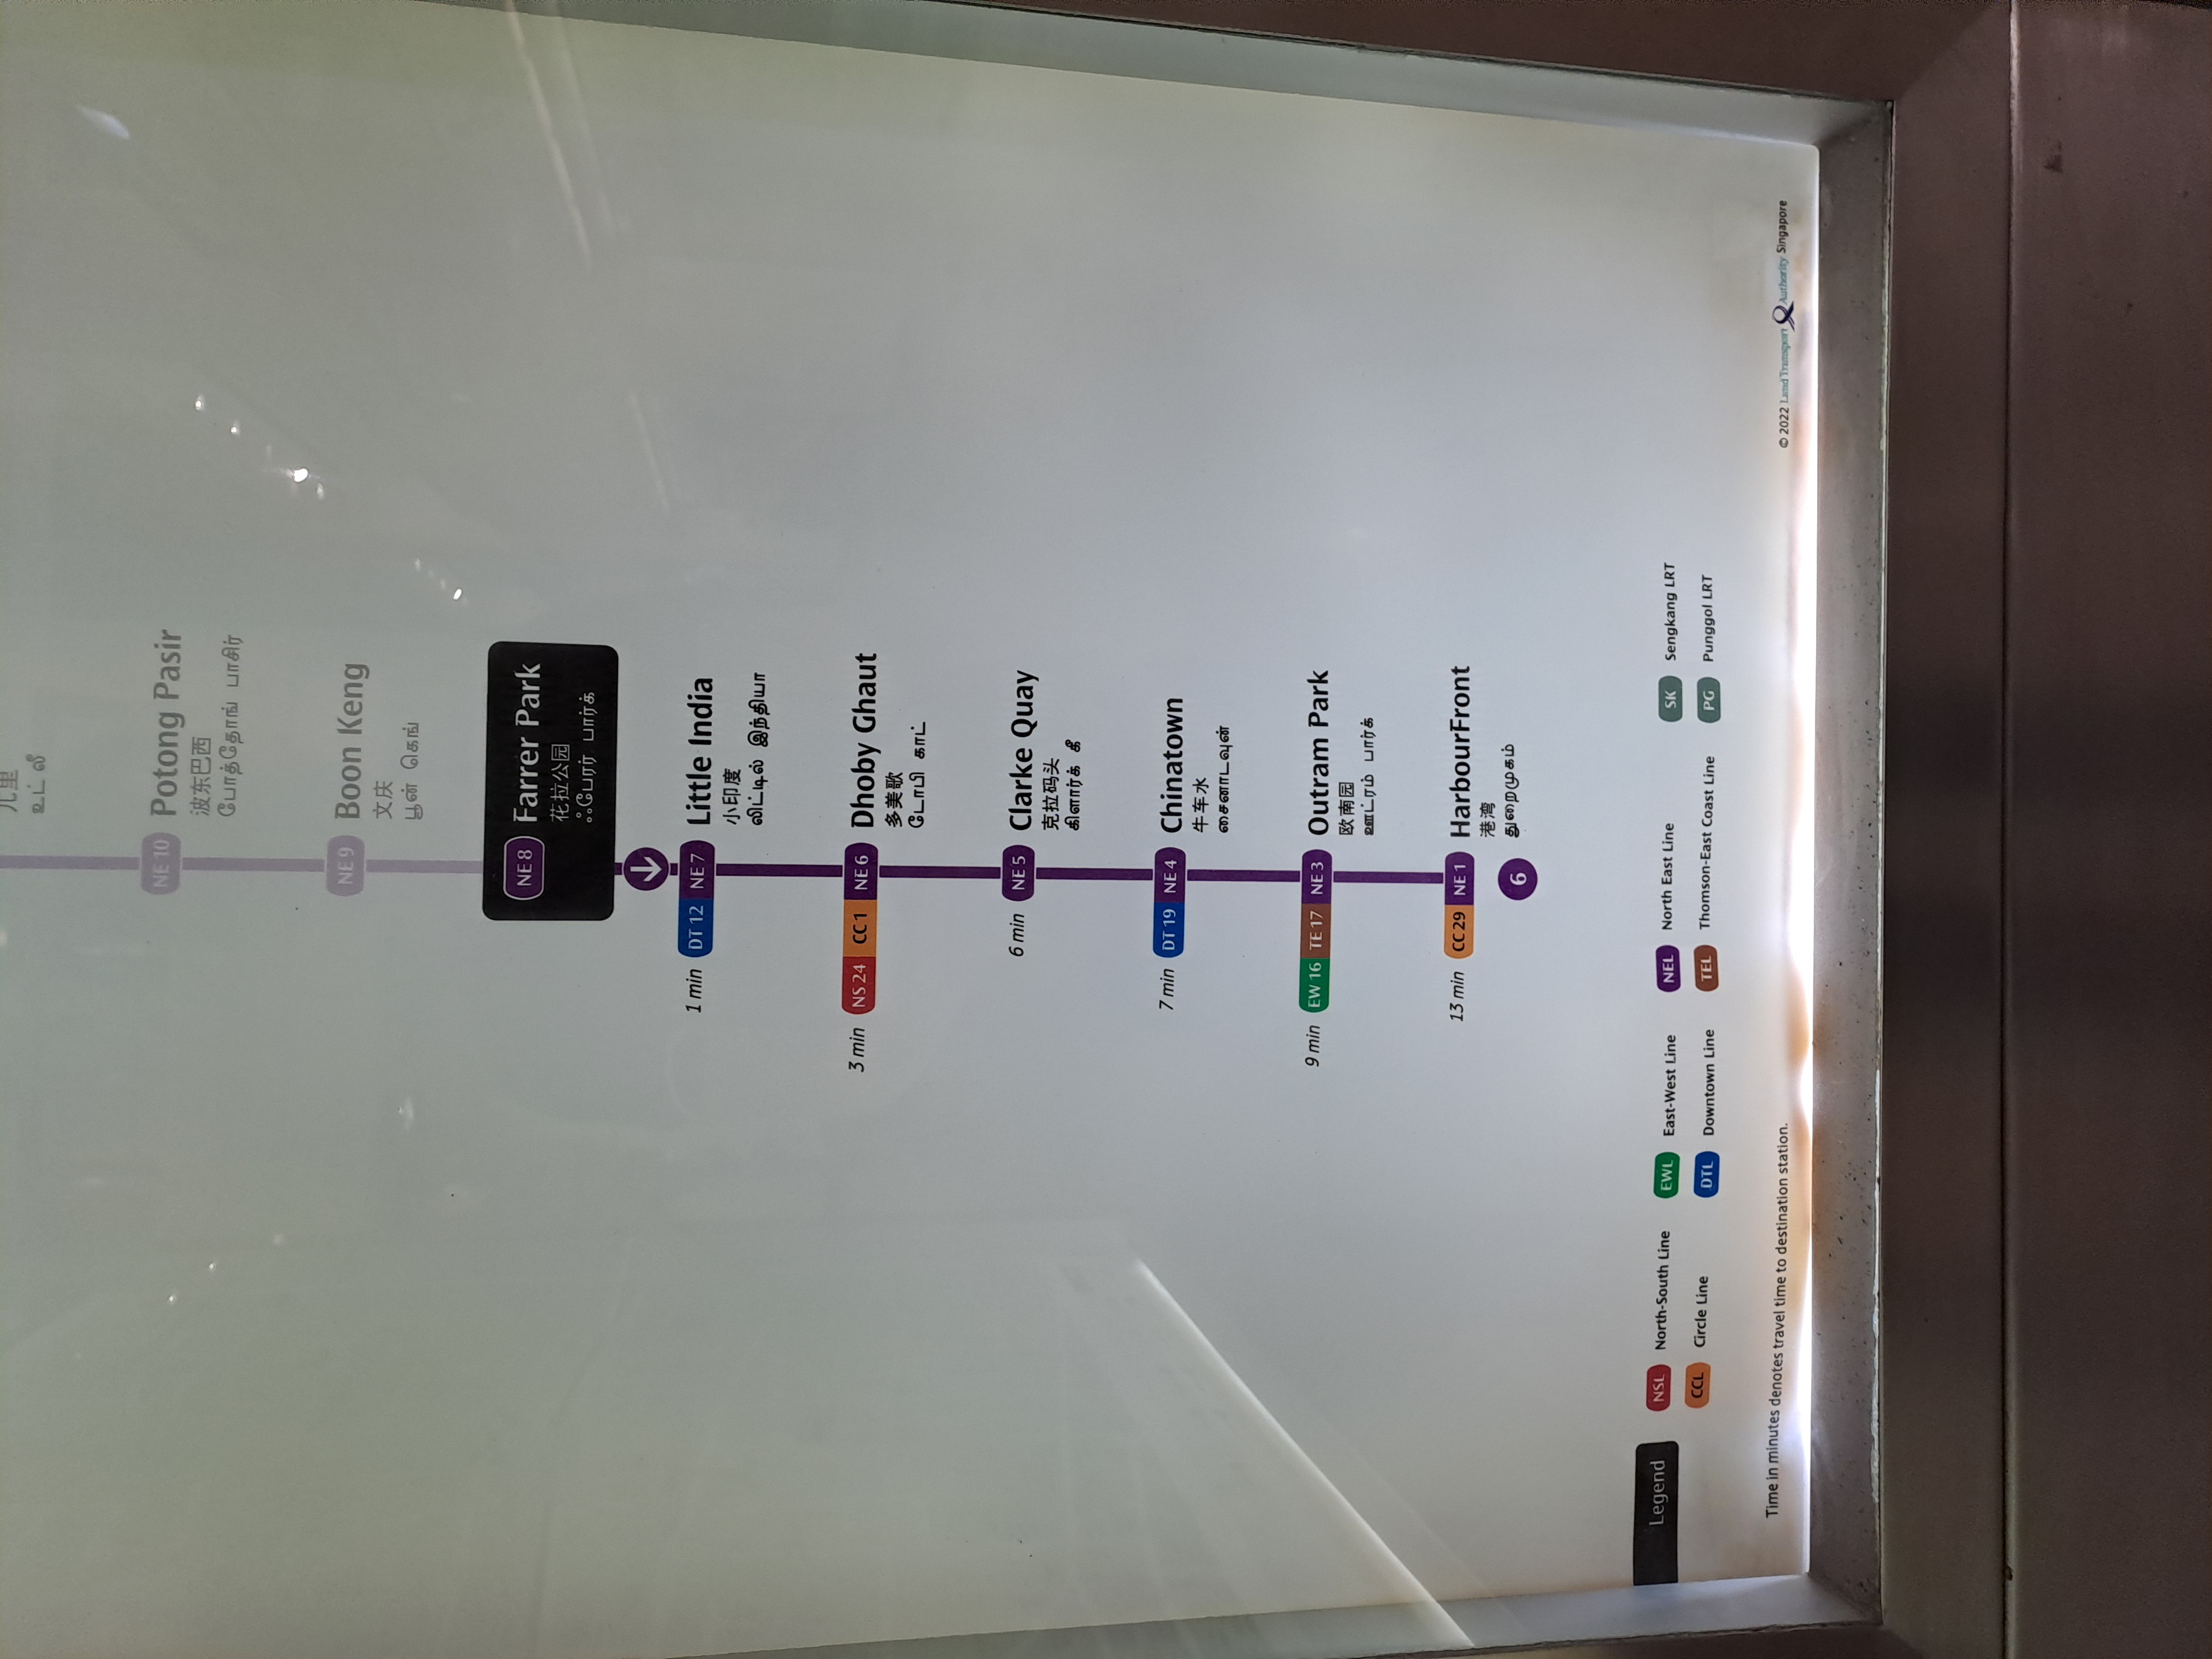 உட் லீ
NE 10 Potong Pasir
波东巴西
போத்தோங் பாசிர்
NE 9 Boon Keng
文庆
பூன் கெங்
NE 8 Farrer Park
花拉公园
ஃபேரர் பார்க்
1 min DT 12 NE 7 Little India
小印度
லிட்டில் இந்தியா
3 min NS 24 CC 1 NE 6 Dhoby Ghaut
多美歌
டோபி காட்
6 min NE 5 Clarke Quay
克拉码头
கிளார்க் கீ
7 min DT 19 NE 4 Chinatown
牛车水
சைனாடவுன்
9 min EW 16 TE 17 NE 3 Outram Park
欧南园
ஊட்ரம் பார்க்
13 min CC 29 NE 1 HarbourFront
港湾
துறைமுகம்
6
Legend
NSL North-South Line EWL East-West Line NEL North East Line SK Sengkang LRT
CCL Circle Line DTL Downtown Line TEL Thomson-East Coast Line PG Punggol LRT
Time in minutes denotes travel time to destination station.
© 2022 Land Transport Authority Singapore